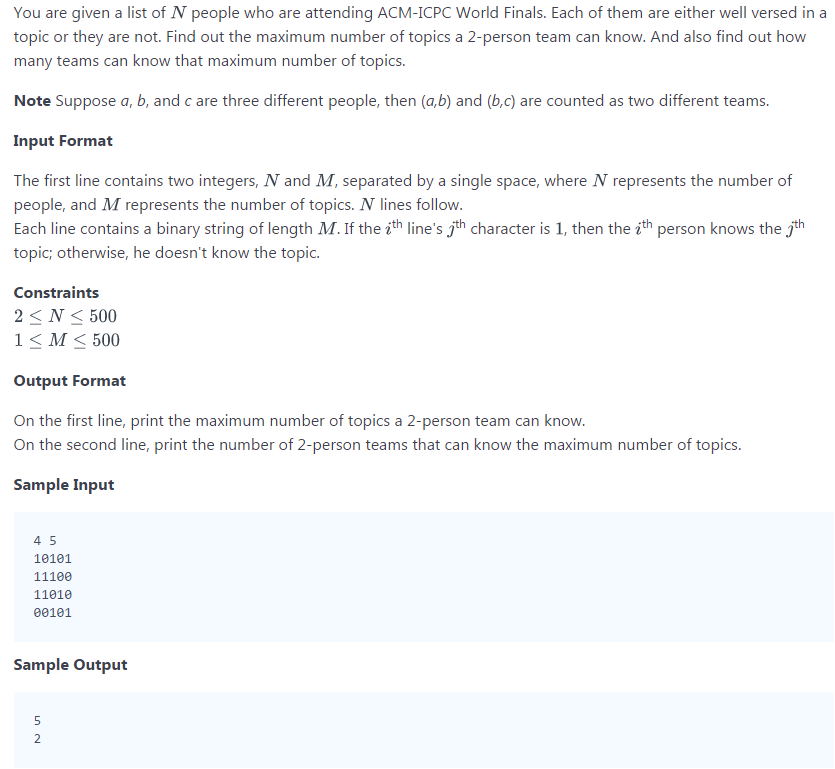 You are given a list of N people who are attending ACM-ICPC World Finals. Each of them are either well versed in a
topic or they are not. Find out the maximum number of topics a 2-person team can know. And also find out how
many teams can know that maximum number of topics.
Note Suppose a, b, and c are three different people, then (a,b) and (b,c) are counted as two different teams.
Input Format
The first line contains two integers, N and M, separated by a single space, where N represents the number of
people, and M represents the number of topics. N lines follow.
Each line contains a binary string of length M. If the ith line's jth character is 1, then the ith person knows the jth
topic; otherwise, he doesn't know the topic.
Constraints
2 ≤ N ≤ 500
1 ≤ M ≤ 500
Output Format
On the first line, print the maximum number of topics a 2-person team can know.
On the second line, print the number of 2-person teams that can know the maximum number of topics.
Sample Input
4 5
10101
11100
11010
00101
Sample Output
5
2